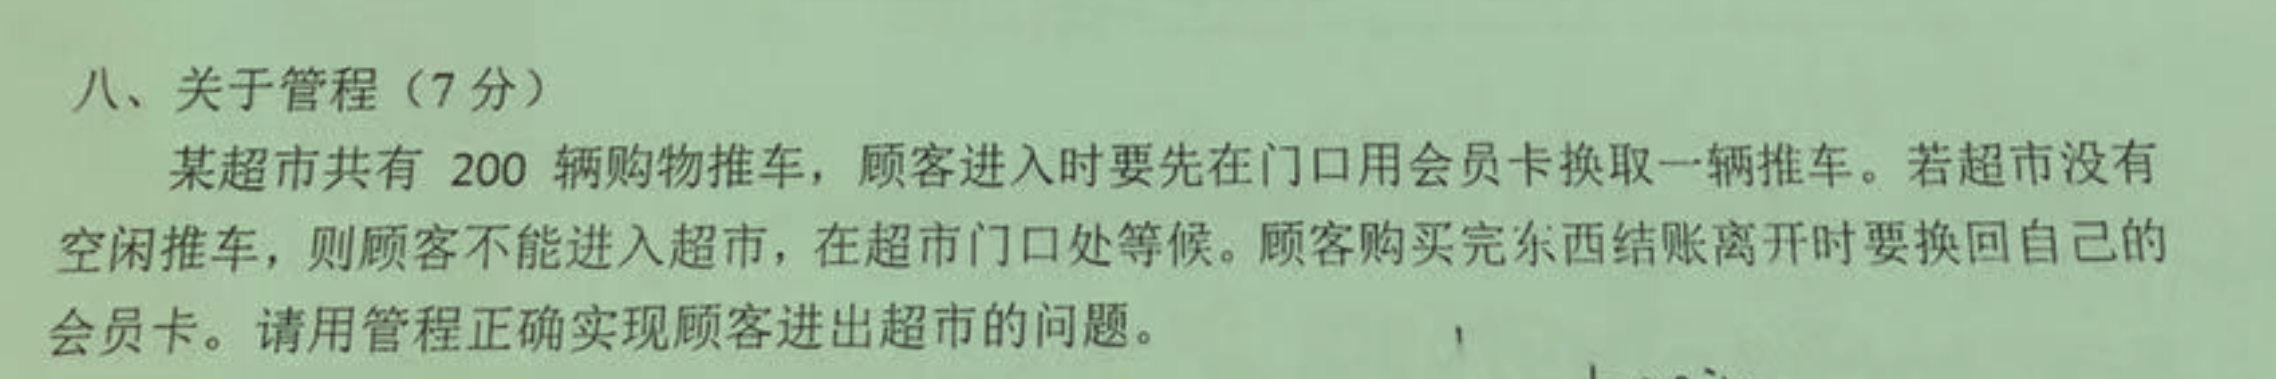 八、关于管程（7 分）
某超市共有 200 辆购物推车，顾客进入时要先在门口用会员卡换取一辆推车。若超市没有
空闲推车，则顾客不能进入超市，在超市门口处等候。顾客购买完东西结账离开时要换回自己的
会员卡。请用管程正确实现顾客进出超市的问题。